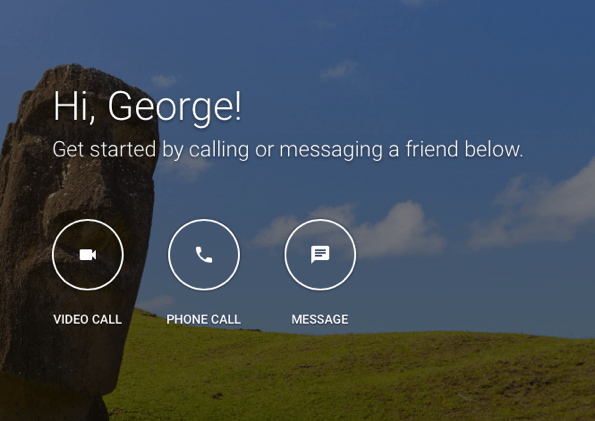 Hi, George!
Get started by calling or messaging a friend below.
VIDEO CALL PHONE CALL MESSAGE